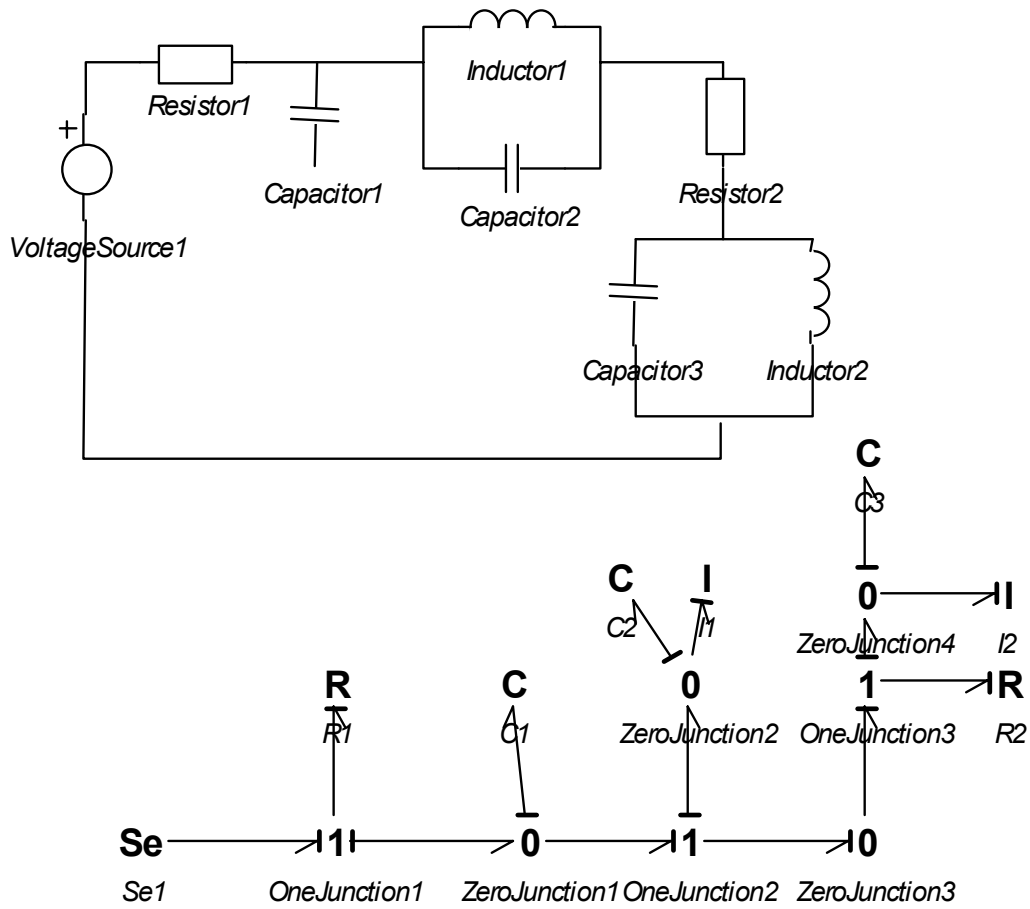 Inductor1
Resistor1
+
Capacitor1
Resistor2
Capacitor2
VoltageSource1
Capacitor3 Inductor2
C
C3
C I
0 I
C2 I1
ZeroJunction4 I2
R C 0 1 R
R1 C1 ZeroJunction2 OneJunction3 R2
Se 1 0 1 0
Se1 OneJunction1 ZeroJunction1 OneJunction2 ZeroJunction3